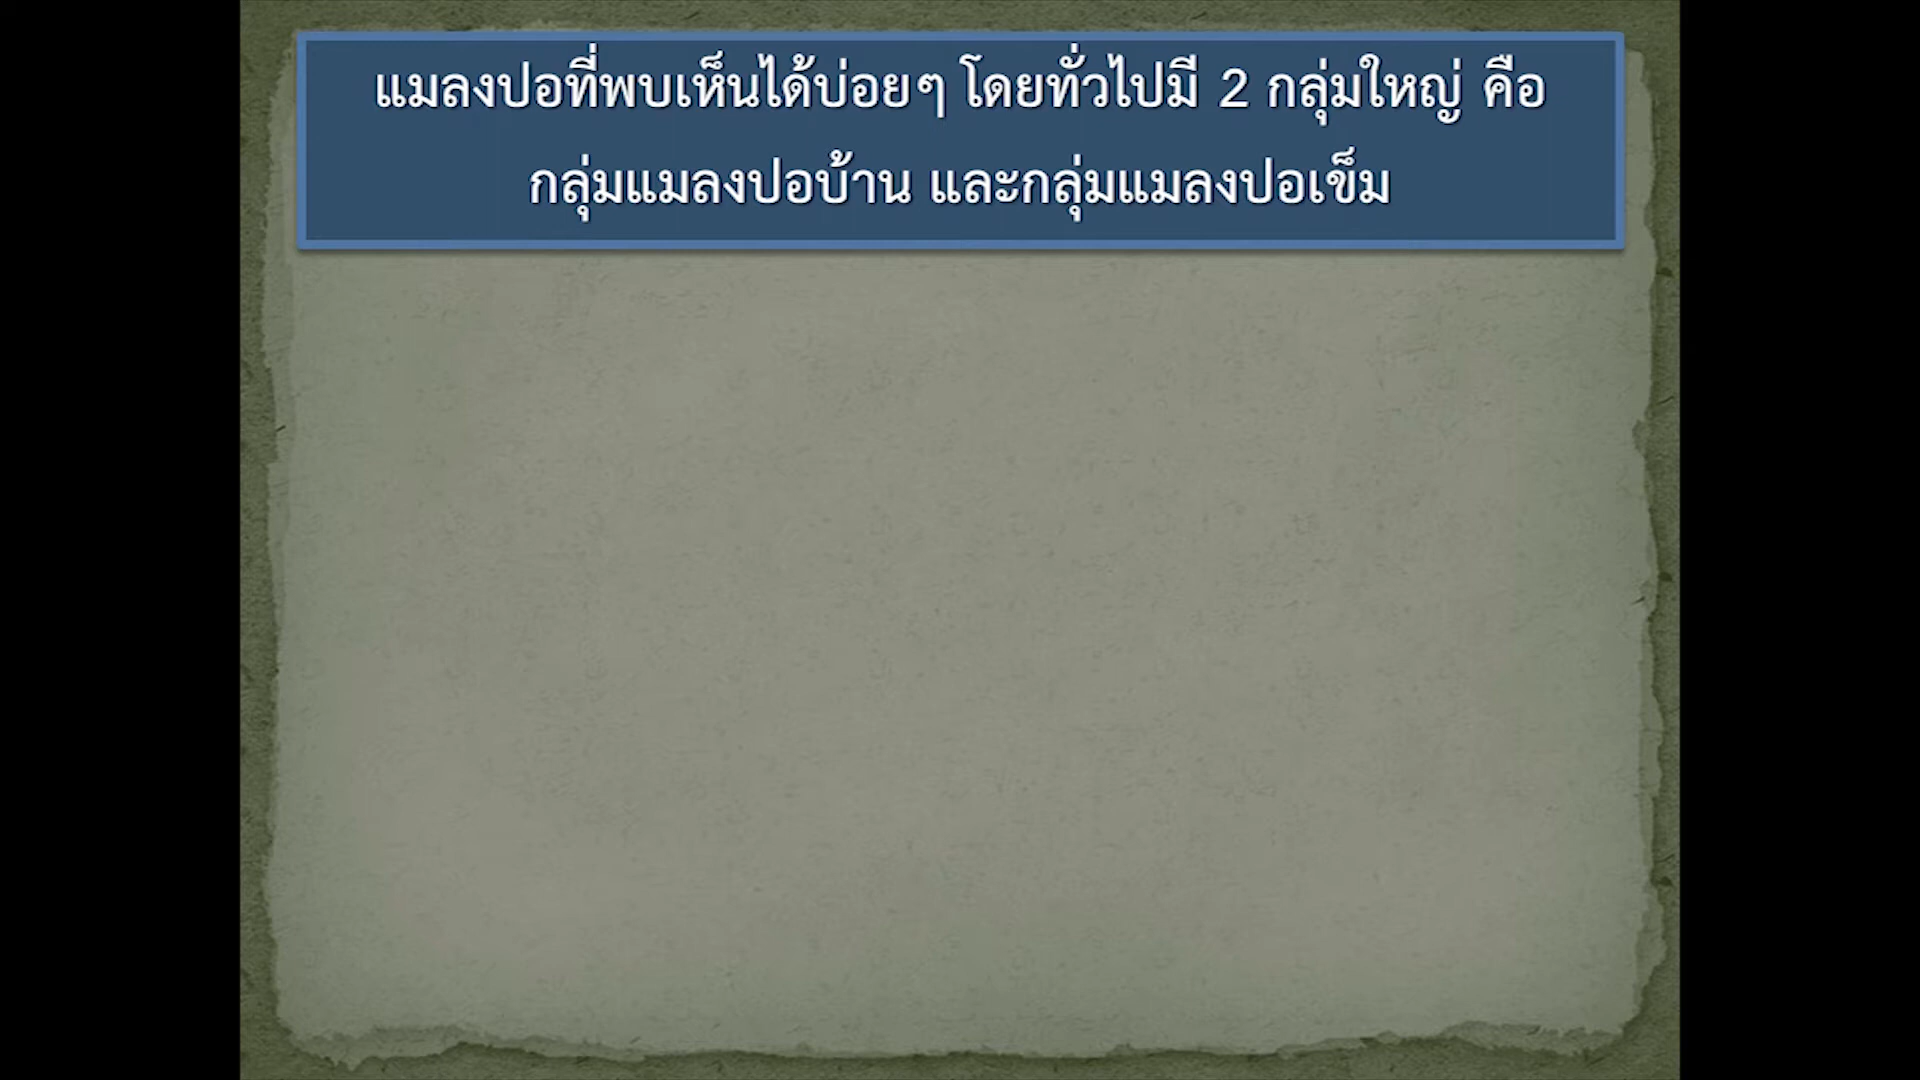 แมลงปอที่พบเห็นได้บ่อยๆ โดยทั่วไปมี 2 กลุ่มใหญ่ คือ
กลุ่มแมลงปอบ้าน และกลุ่มแมลงปอเข็ม